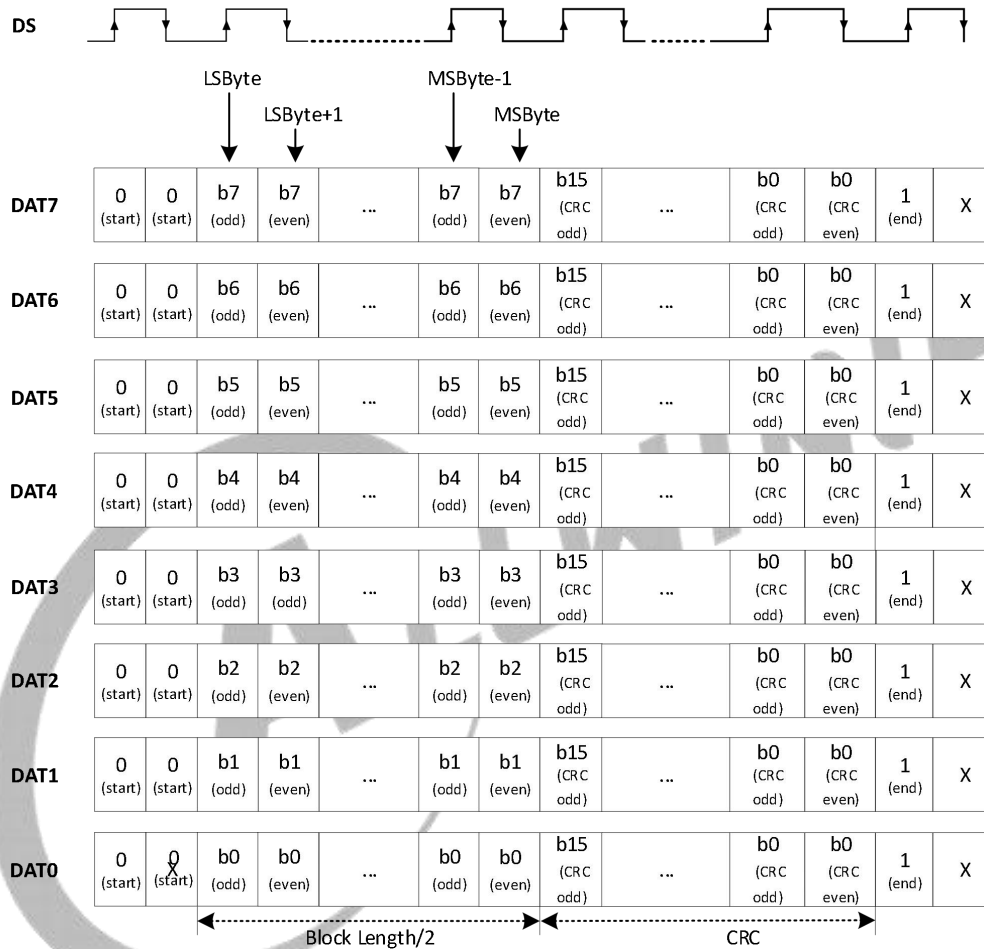 DS
LSByte MSByte-1
LSByte+1 MSByte
DAT7 0 (start) 0 (start) b7 (odd) b7 (even) ... b7 (odd) b7 (even) b15 (CRC odd) ... b0 (CRC odd) b0 (CRC even) 1 (end) X
DAT6 0 (start) 0 (start) b6 (odd) b6 (even) ... b6 (odd) b6 (even) b15 (CRC odd) ... b0 (CRC odd) b0 (CRC even) 1 (end) X
DAT5 0 (start) 0 (start) b5 (odd) b5 (even) ... b5 (odd) b5 (even) b15 (CRC odd) ... b0 (CRC odd) b0 (CRC even) 1 (end) X
DAT4 0 (start) 0 (start) b4 (odd) b4 (even) ... b4 (odd) b4 (even) b15 (CRC odd) ... b0 (CRC odd) b0 (CRC even) 1 (end) X
DAT3 0 (start) 0 (start) b3 (odd) b3 (odd) ... b3 (odd) b3 (even) b15 (CRC odd) ... b0 (CRC odd) b0 (CRC even) 1 (end) X
DAT2 0 (start) 0 (start) b2 (odd) b2 (even) ... b2 (odd) b2 (even) b15 (CRC odd) ... b0 (CRC odd) b0 (CRC even) 1 (end) X
DAT1 0 (start) 0 (start) b1 (odd) b1 (even) ... b1 (odd) b1 (even) b15 (CRC odd) ... b0 (CRC odd) b0 (CRC even) 1 (end) X
DAT0 0 (start) 0 X (start) b0 (odd) b0 (even) ... b0 (odd) b0 (even) b15 (CRC odd) ... b0 (CRC odd) b0 (CRC even) 1 (end) X
Block Length/2 CRC